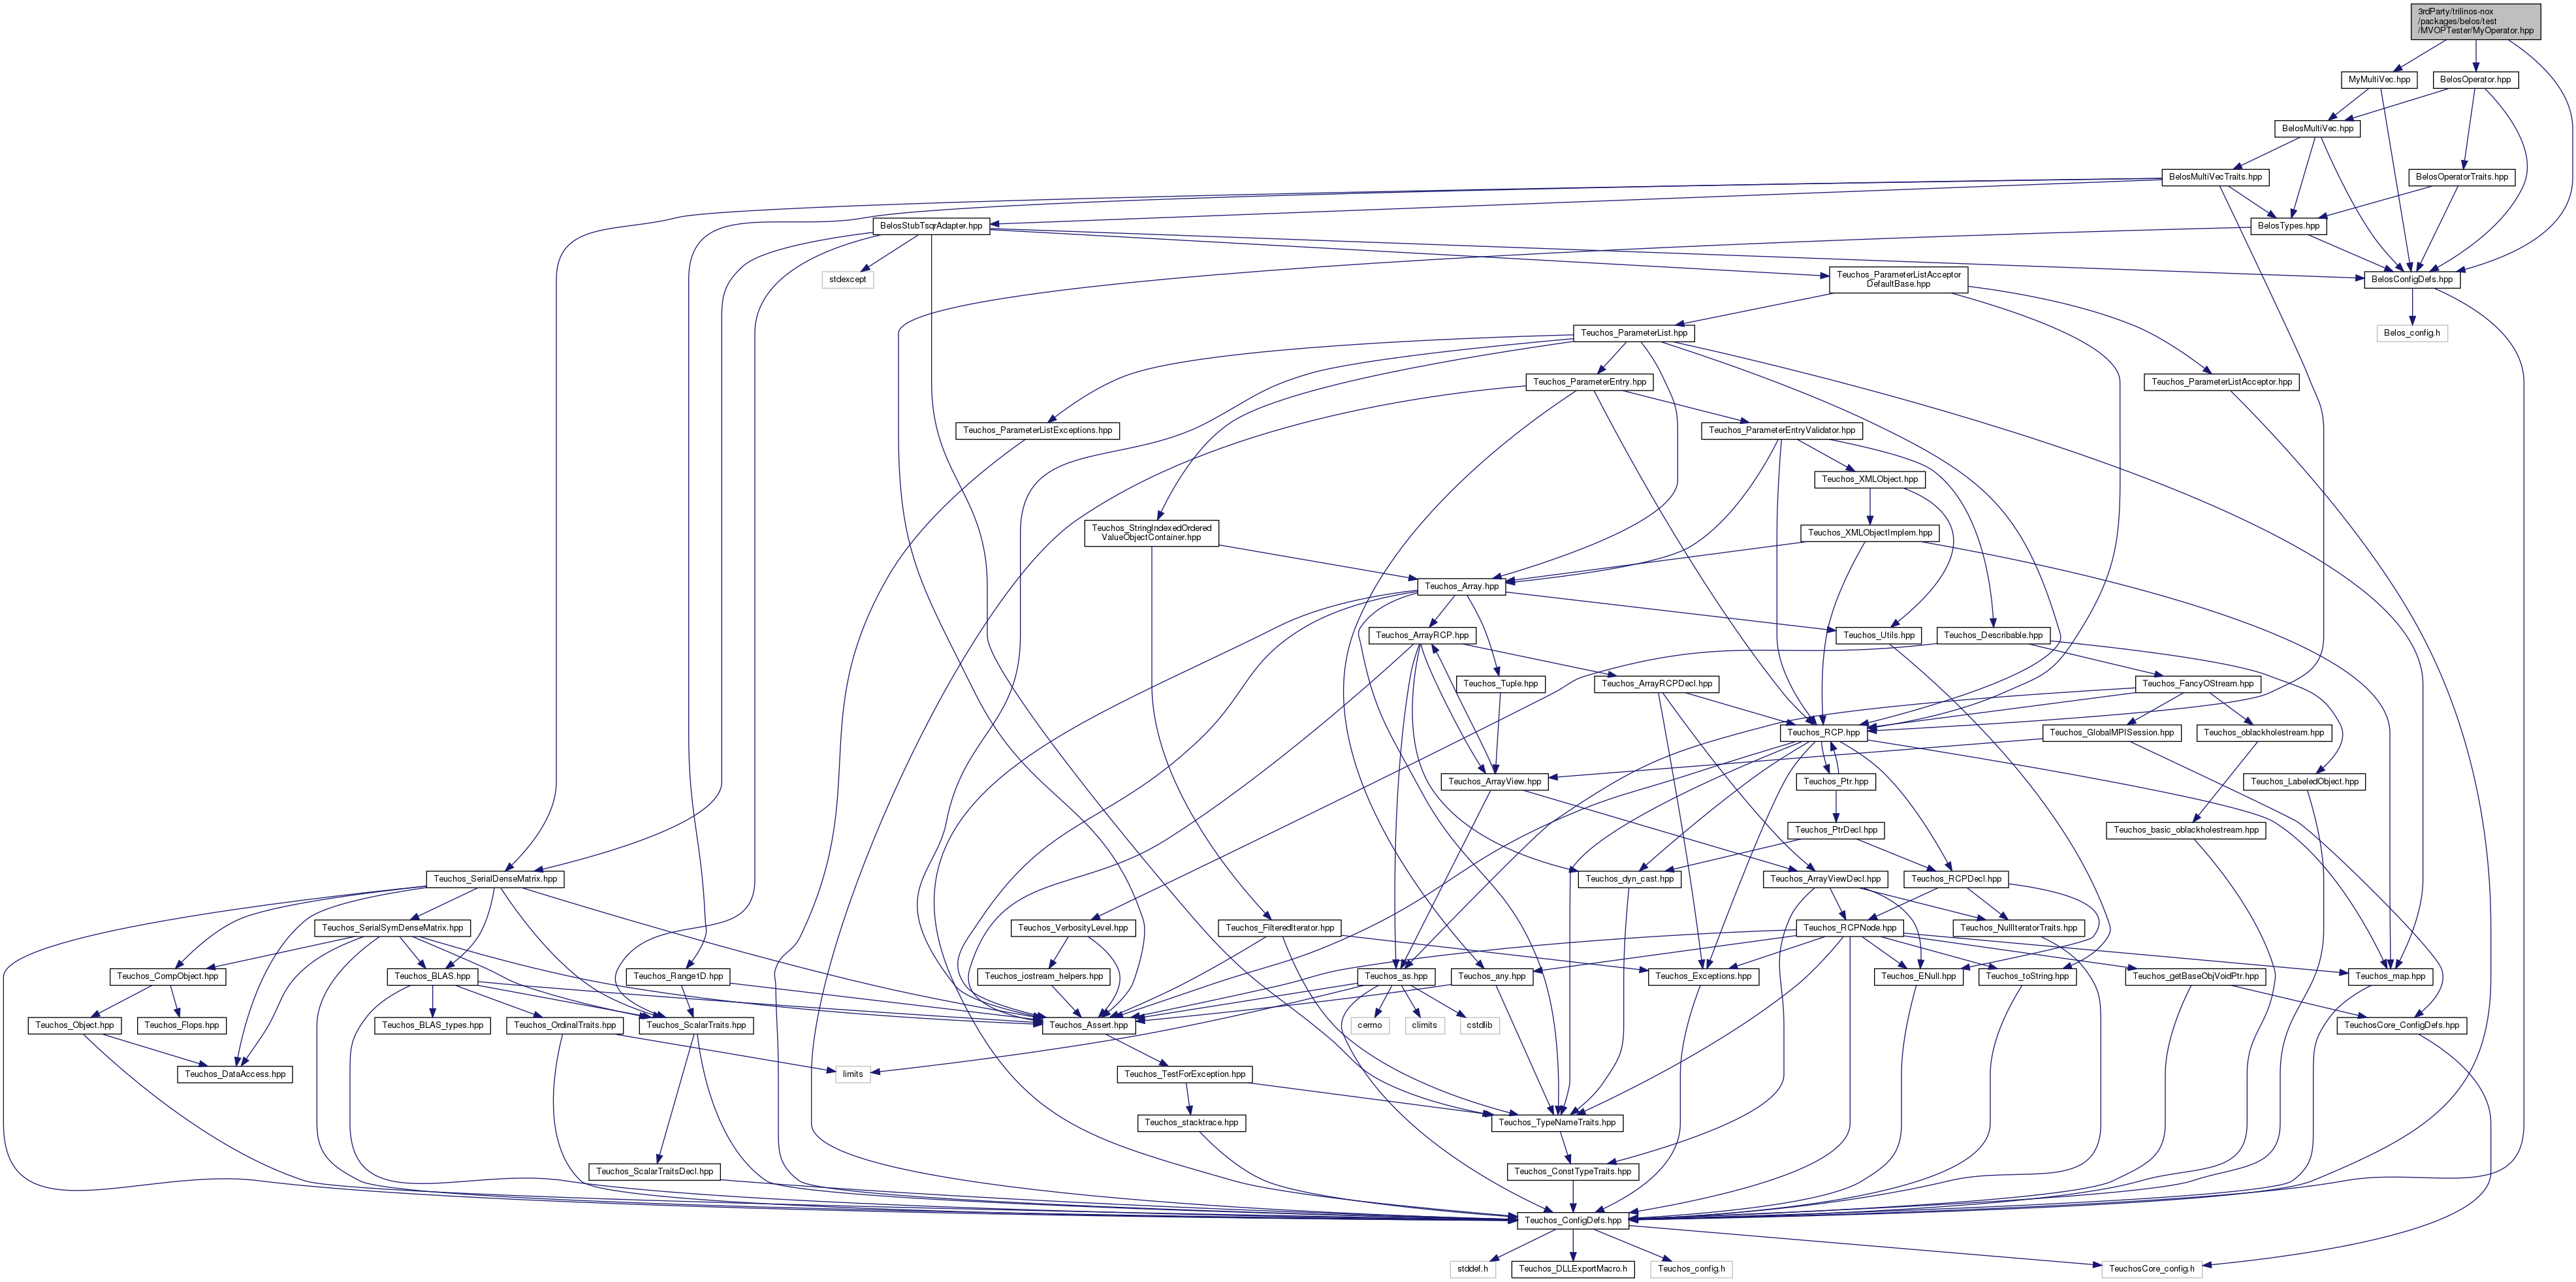 3rdParty/trilinos-nox
/packages/belos/test
/MVOPTester/MyOperator.hpp
MyMultiVec.hpp
BelosOperator.hpp
BelosMultiVec.hpp
BelosMultiVecTraits.hpp
BelosOperatorTraits.hpp
BelosStubTsqrAdapter.hpp
BelosTypes.hpp
stdexcept
Teuchos_ParameterListAcceptor
DefaultBase.hpp
BelosConfigDefs.hpp
Teuchos_ParameterList.hpp
Belos_config.h
Teuchos_ParameterEntry.hpp
Teuchos_ParameterListAcceptor.hpp
Teuchos_ParameterListExceptions.hpp
Teuchos_ParameterEntryValidator.hpp
Teuchos_XMLObject.hpp
Teuchos_StringIndexedOrdered
ValueObjectContainer.hpp
Teuchos_XMLObjectImplem.hpp
Teuchos_Array.hpp
Teuchos_ArrayRCP.hpp
Teuchos_Utils.hpp
Teuchos_Describable.hpp
Teuchos_Tuple.hpp
Teuchos_ArrayRCPDecl.hpp
Teuchos_FancyOStream.hpp
Teuchos_RCP.hpp
Teuchos_GlobalMPISession.hpp
Teuchos_oblackholestream.hpp
Teuchos_ArrayView.hpp
Teuchos_Ptr.hpp
Teuchos_LabeledObject.hpp
Teuchos_PtrDecl.hpp
Teuchos_basic_oblackholestream.hpp
Teuchos_SerialDenseMatrix.hpp
Teuchos_dyn_cast.hpp
Teuchos_ArrayViewDecl.hpp
Teuchos_RCPDecl.hpp
Teuchos_SerialSymDenseMatrix.hpp
Teuchos_VerbosityLevel.hpp
Teuchos_FilteredIterator.hpp
Teuchos_RCPNode.hpp
Teuchos_NullIteratorTraits.hpp
Teuchos_CompObject.hpp
Teuchos_BLAS.hpp
Teuchos_Range1D.hpp
Teuchos_iostream_helpers.hpp
Teuchos_as.hpp
Teuchos_any.hpp
Teuchos_Exceptions.hpp
Teuchos_ENull.hpp
Teuchos_toString.hpp
Teuchos_getBaseObjVoidPtr.hpp
Teuchos_map.hpp
Teuchos_Object.hpp
Teuchos_Flops.hpp
Teuchos_BLAS_types.hpp
Teuchos_OrdinalTraits.hpp
Teuchos_ScalarTraits.hpp
Teuchos_Assert.hpp
cerrno
climits
cstdlib
TeuchosCore_ConfigDefs.hpp
Teuchos_DataAccess.hpp
limits
Teuchos_TestForException.hpp
Teuchos_stacktrace.hpp
Teuchos_TypeNameTraits.hpp
Teuchos_ScalarTraitsDecl.hpp
Teuchos_ConstTypeTraits.hpp
Teuchos_ConfigDefs.hpp
stddef.h
Teuchos_DLLExportMacro.h
Teuchos_config.h
TeuchosCore_config.h